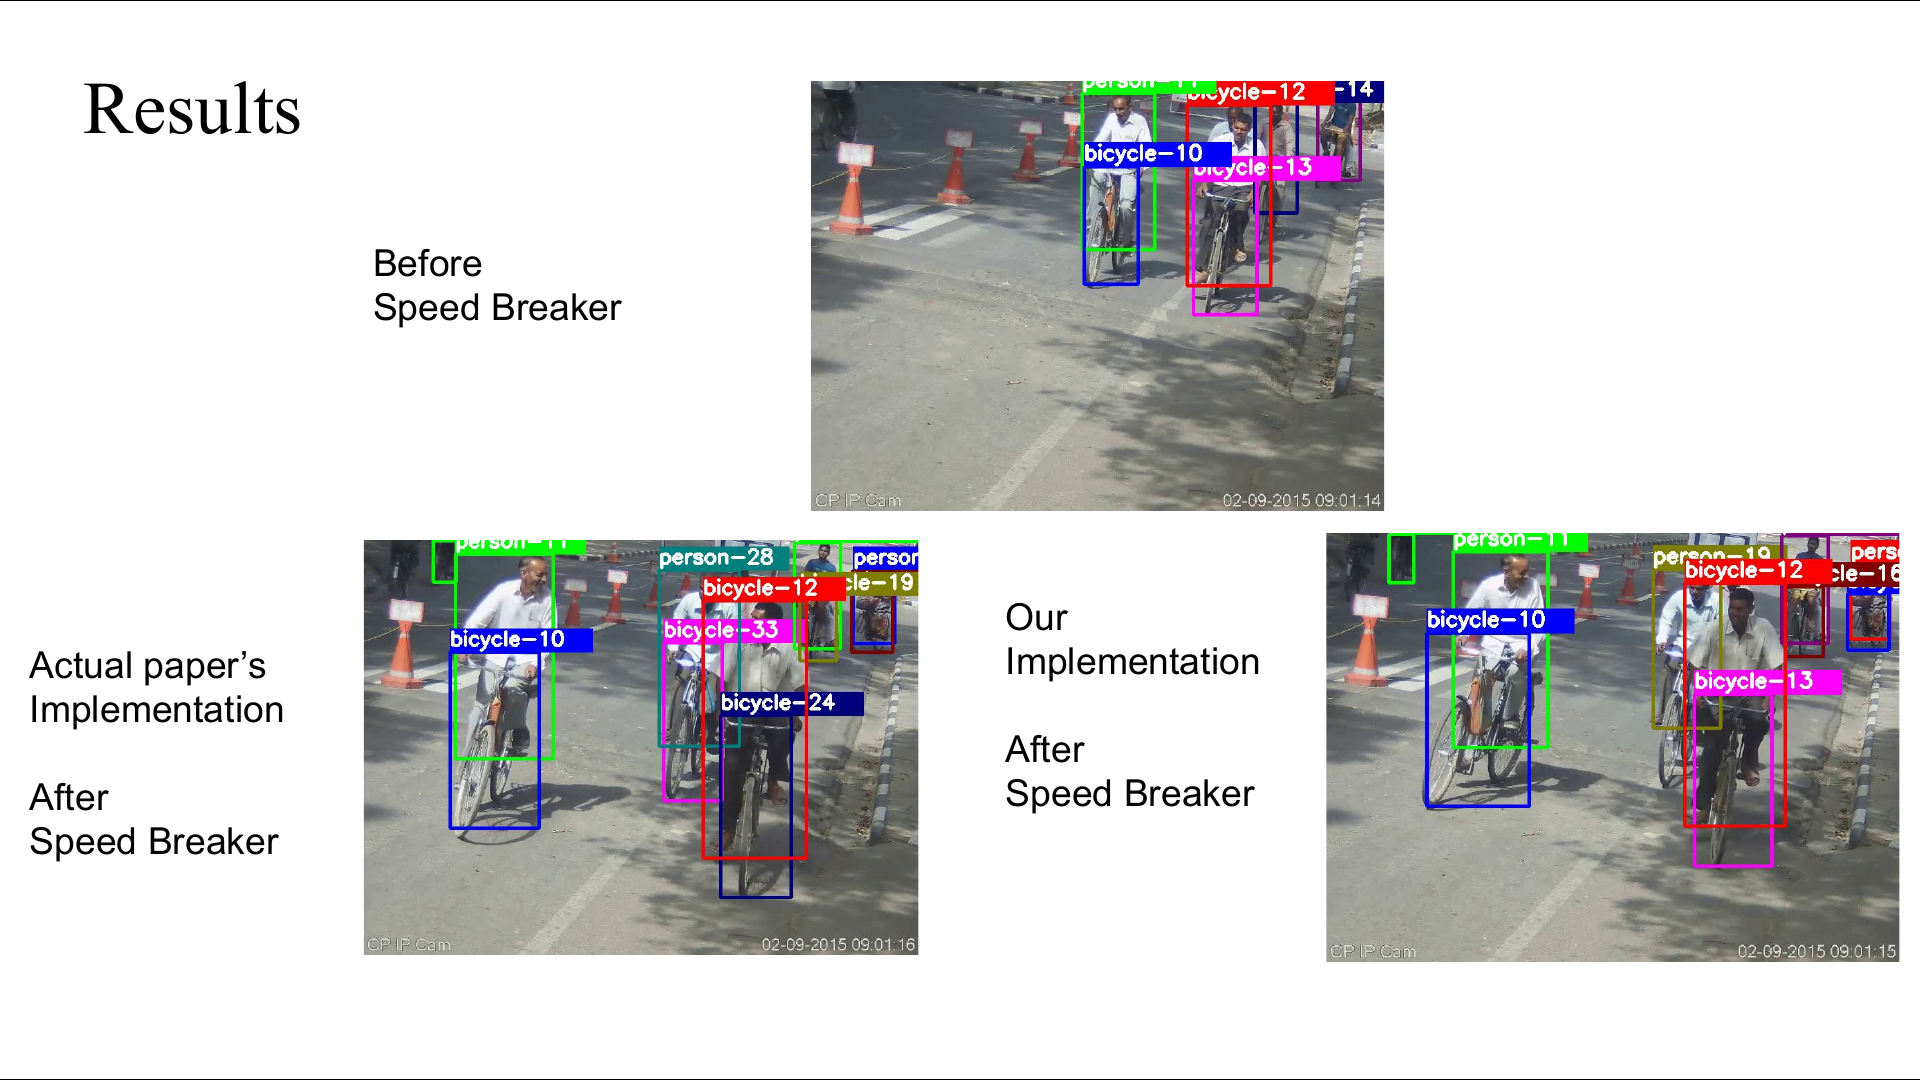 Results
person-11
bicycle-12
-14
bicycle-10
bicycle-13
Before
Speed Breaker
CP IP Cam
02-09-2015 09:01:14
person-11
person-28
person
bicycle-12
cle-19
bicycle-33
bicycle-10
bicycle-24
Actual paper’s
Implementation
After
Speed Breaker
CP IP Cam
02-09-2015 09:01:16
Our
Implementation
After
Speed Breaker
person-11
person-19
perso
bicycle-12
cle-16
bicycle-10
bicycle-13
CP IP Cam
02-09-2015 09:01:15